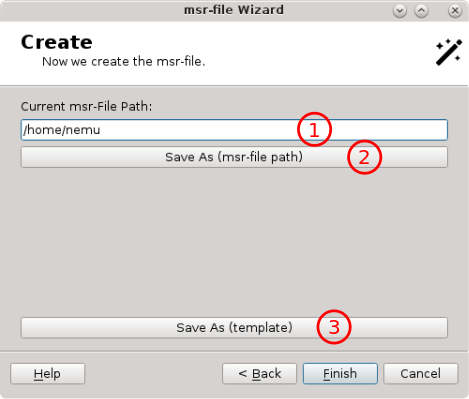 msr-file Wizard
Create
Now we create the msr-file.
Current msr-File Path:
/home/nemu 1
Save As (msr-file path) 2
Save As (template) 3
Help < Back Finish Cancel